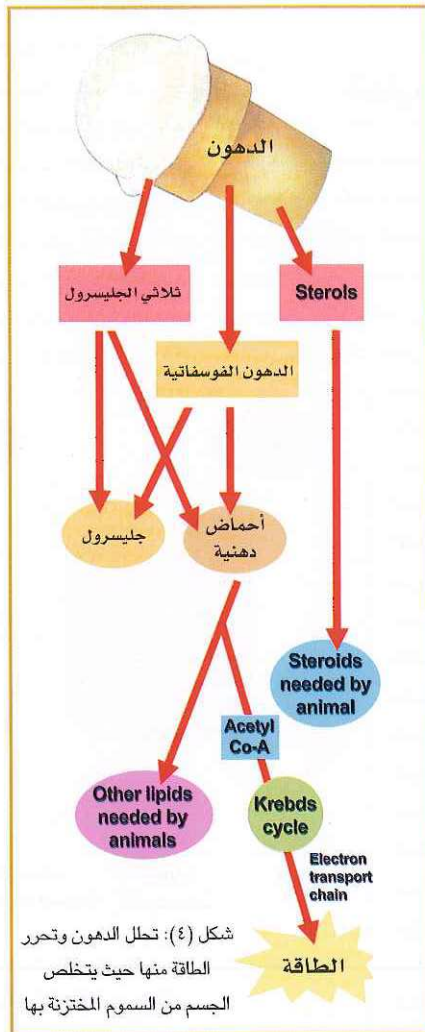 الدهون
ثلاثي الجليسرول
Sterols
الدهون الفوسفاتية
جليسرول
أحماض
دهنية
Steroids
needed by
animal
Acetyl
Co-A
Other lipids
needed by
animals
Krebds
cycle
Electron
transport
chain
الطاقة
شكل (٤): تحلل الدهون وتحرر
الطاقة منها حيث يتخلص
الجسم من السموم المختزنة بها